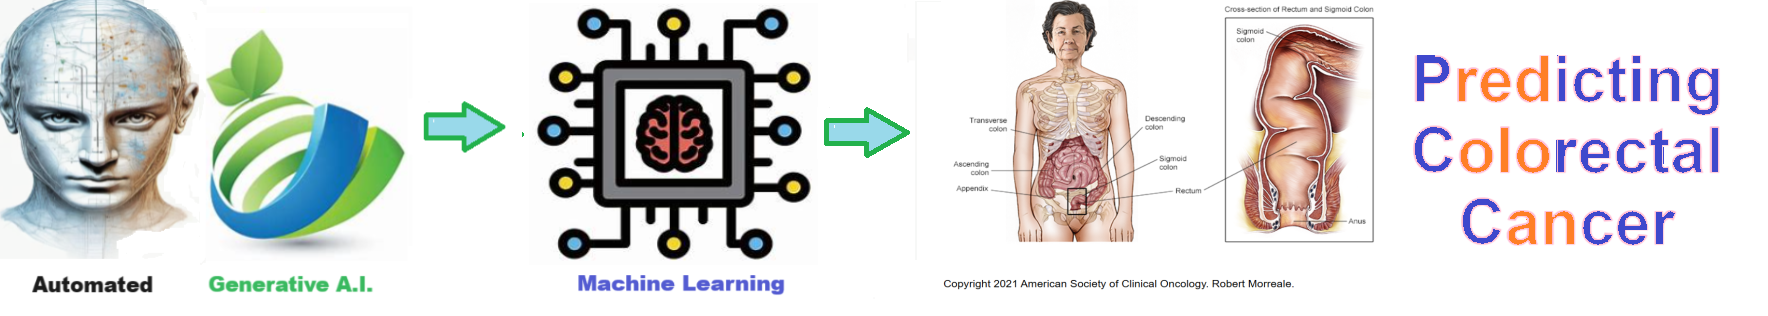 Automated
Generative A.I.
Machine Learning
Transverse
colon
Ascending
colon
Appendix
Descending
colon
Sigmoid
colon
Rectum
Cross-section of Rectum and Sigmoid Colon
Sigmoid
colon
Anus
Copyright 2021 American Society of Clinical Oncology. Robert Morreale.
Predicting
Colorectal
Cancer